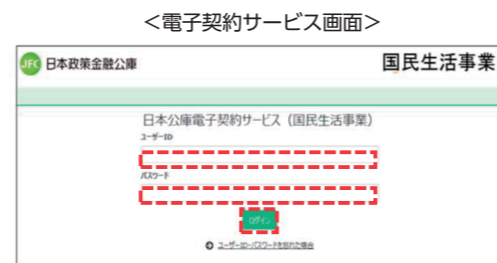 <電子契約サービス画面>
JFC 日本政策金融公庫
国民生活事業
日本公庫電子契約サービス（国民生活事業）
ユーザーID
パスワード
ログイン
ユーザーID・パスワードを忘れた場合